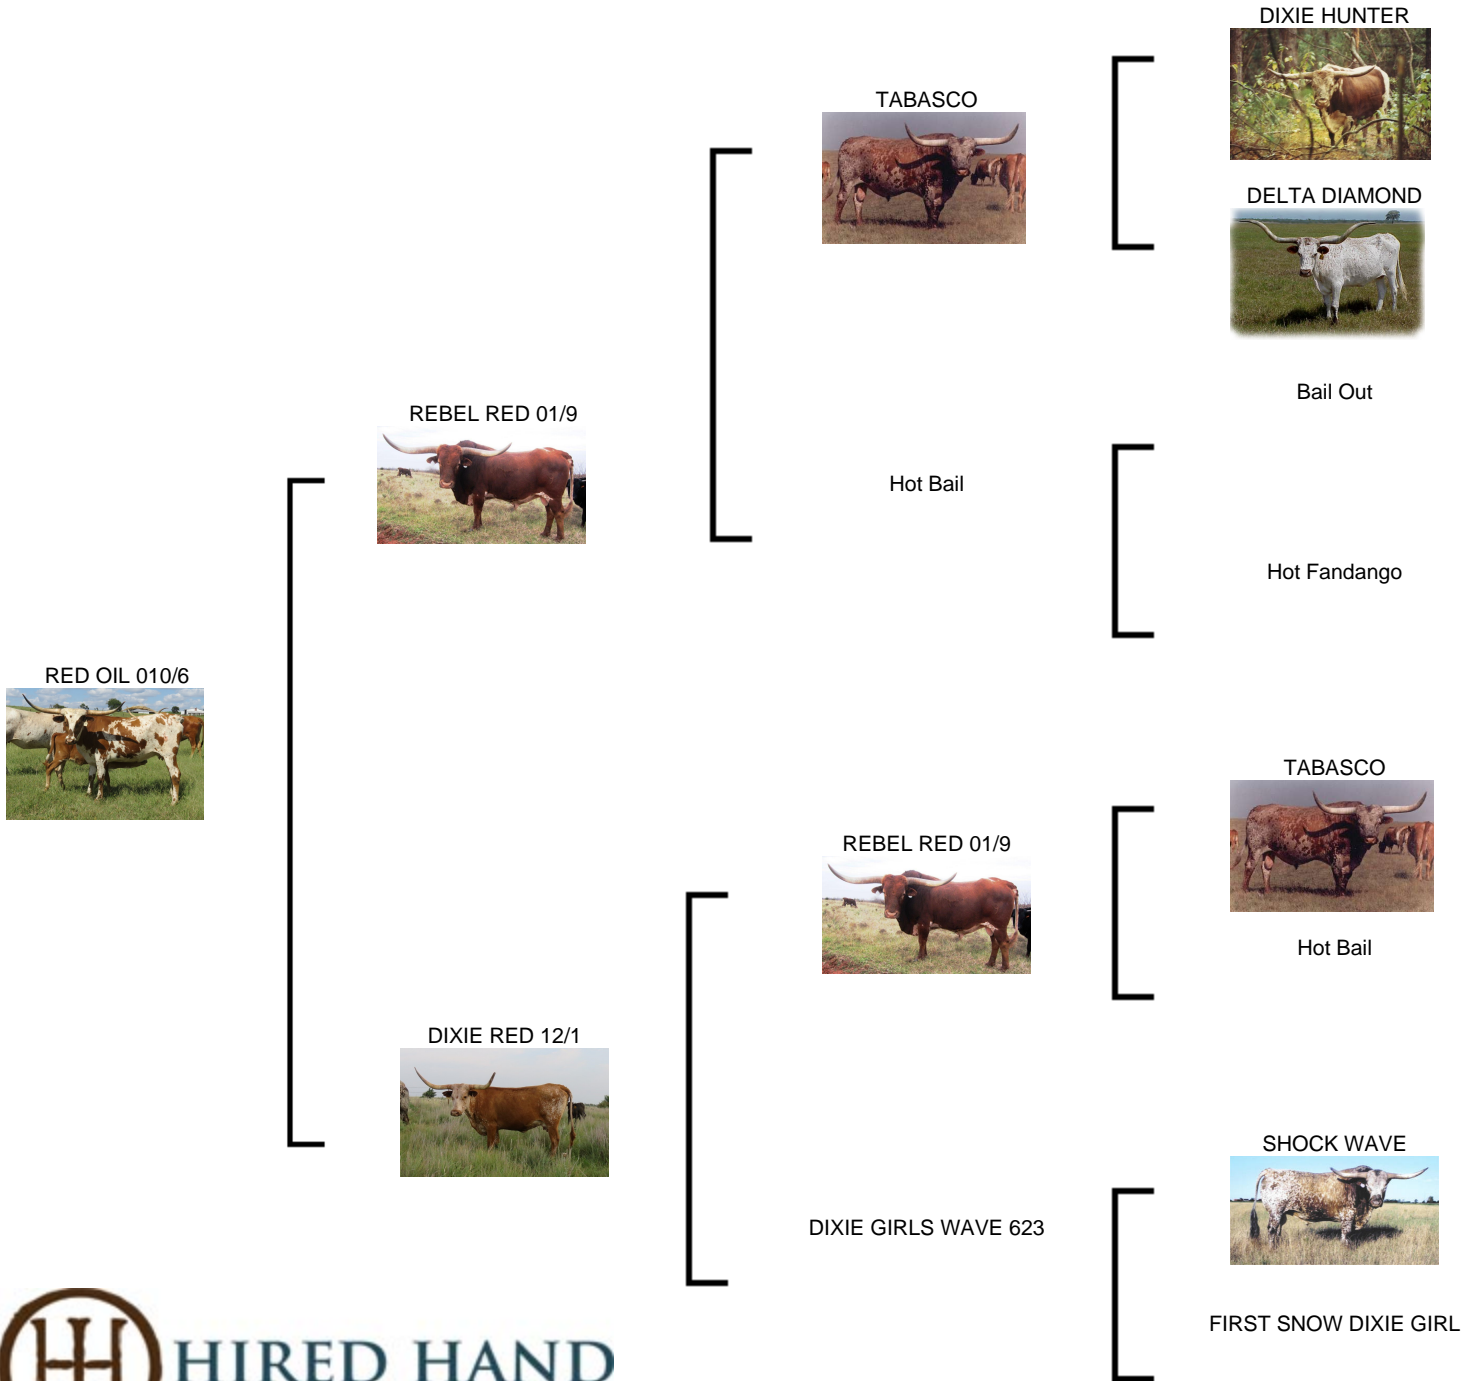 DIXIE HUNTER
TABASCO
DELTA DIAMOND
Bail Out
REBEL RED 01/9
Hot Bail
Hot Fandango
RED OIL 010/6
TABASCO
REBEL RED 01/9
Hot Bail
DIXIE RED 12/1
SHOCK WAVE
DIXIE GIRLS WAVE 623
FIRST SNOW DIXIE GIRL
HIRED HAND